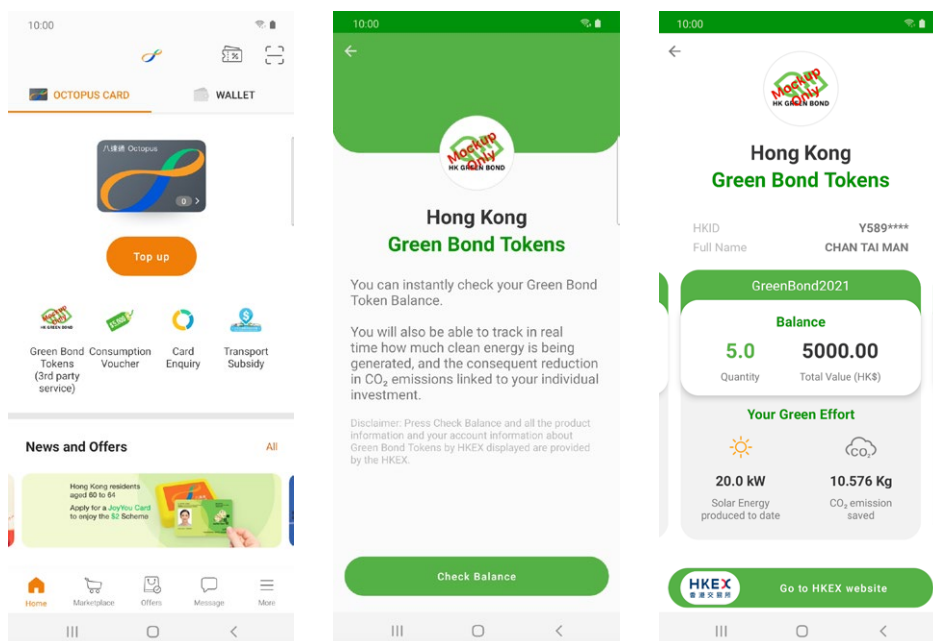 10:00
OCTOPUS CARD
WALLET
八達通 Octopus
0
Top up
Mockup
Only
HK GREEN BOND
$5,000
Green Bond
Tokens
(3rd party
service)
Consumption
Voucher
Card
Enquiry
Transport
Subsidy
News and Offers
All
Hong Kong residents
aged 60 to 64
Apply for a JoyYou Card
to enjoy the $2 Scheme
Home
Marketplace
Offers
Message
More
10:00
Mockup
Only
HK GREEN BOND
Hong Kong
Green Bond Tokens
You can instantly check your Green Bond
Token Balance.
You will also be able to track in real
time how much clean energy is being
generated, and the consequent reduction
in CO₂ emissions linked to your individual
investment.
Disclaimer: Press Check Balance and all the product
information and your account information about
Green Bond Tokens by HKEX displayed are provided
by the HKEX.
Check Balance
10:00
Mockup
Only
HK GREEN BOND
Hong Kong
Green Bond Tokens
HKID
Y589****
Full Name
CHAN TAI MAN
GreenBond2021
Balance
5.0
5000.00
Quantity
Total Value (HK$)
Your Green Effort
CO₂
20.0 kW
10.576 Kg
Solar Energy
produced to date
CO₂ emission
saved
HKEX
香港交易所
Go to HKEX website